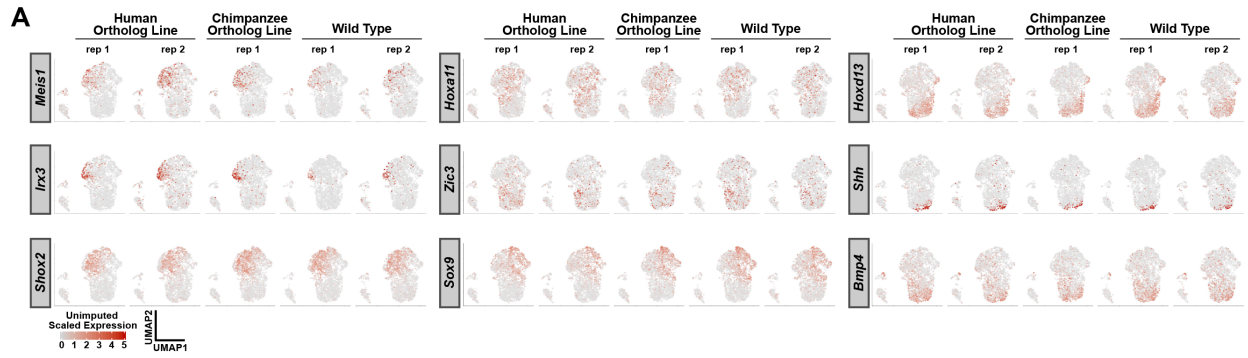 A
Human
Ortholog Line
Chimpanzee
Ortholog Line
Wild Type
rep 1
rep 2
rep 1
rep 1
rep 2
Human
Ortholog Line
Chimpanzee
Ortholog Line
Wild Type
rep 1
rep 2
rep 1
rep 1
rep 2
Human
Ortholog Line
Chimpanzee
Ortholog Line
Wild Type
rep 1
rep 2
rep 1
rep 1
rep 2
Meis1
Hoxa11
Hoxd13
Irx3
Zic3
Shh
Shox2
Sox9
Bmp4
Unimputed
Scaled Expression
0 1 2 3 4 5
UMAP2
UMAP1